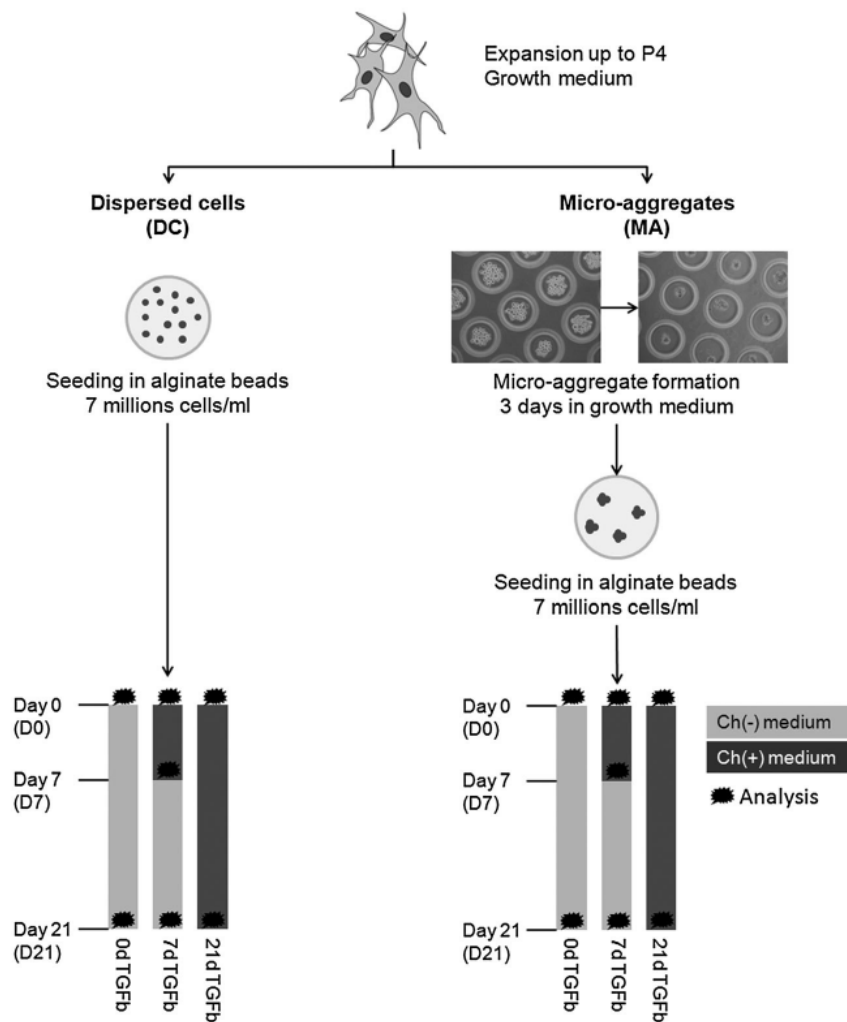 Expansion up to P4
Growth medium
Dispersed cells
(DC)
Seeding in alginate beads
7 millions cells/ml
Micro-aggregates
(MA)
Micro-aggregate formation
3 days in growth medium
Seeding in alginate beads
7 millions cells/ml
Day 0
(D0)
Day 7
(D7)
Day 21
(D21)
0d TGFb
7d TGFb
21d TGFb
Day 0
(D0)
Day 7
(D7)
Day 21
(D21)
0d TGFb
7d TGFb
21d TGFb
Ch(-) medium
Ch(+) medium
Analysis